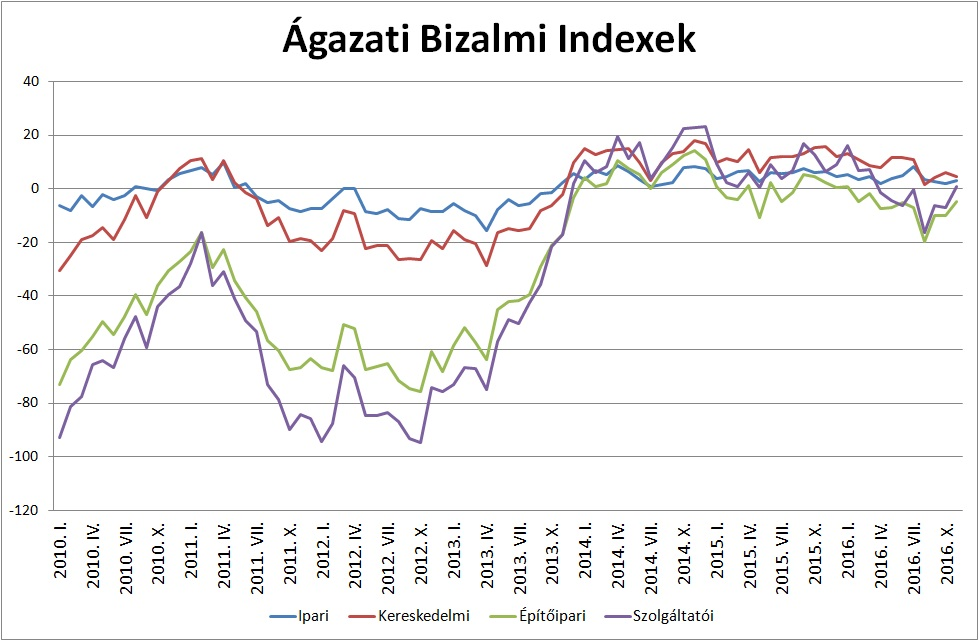 Ágazati Bizalmi Indexek
40
20
0
-20
-40
-60
-80
-100
-120
2010. I.
2010. IV.
2010. VII.
2010. X.
2011. I.
2011. IV.
2011. VII.
2011. X.
2012. I.
2012. IV.
2012. VII.
2012. X.
2013. I.
2013. IV.
2013. VII.
2013. X.
2014. I.
2014. IV.
2014. VII.
2014. X.
2015. I.
2015. IV.
2015. VII.
2015. X.
2016. I.
2016. IV.
2016. VII.
2016. X.
Ipari Kereskedelmi Építőipari Szolgáltatói